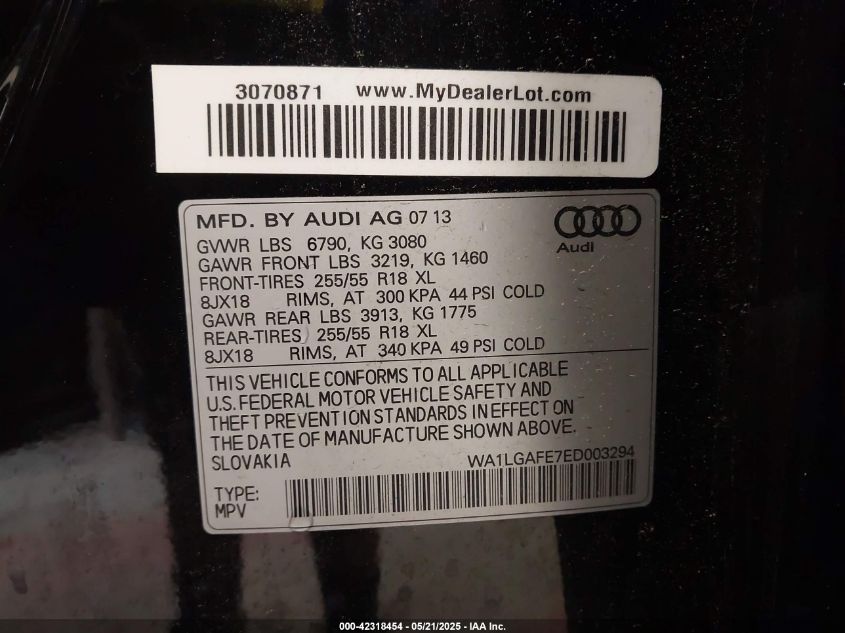 3070871 www.MyDealerLot.com
MFD. BY AUDI AG 07 13
Audi
GVWR LBS 6790, KG 3080
GAWR FRONT LBS 3219, KG 1460
FRONT-TIRES 255/55 R18 XL
8JX18 RIMS, AT 300 KPA 44 PSI COLD
GAWR REAR LBS 3913, KG 1775
REAR-TIRES 255/55 R18 XL
8JX18 RIMS, AT 340 KPA 49 PSI COLD
THIS VEHICLE CONFORMS TO ALL APPLICABLE
U.S. FEDERAL MOTOR VEHICLE SAFETY AND
THEFT PREVENTION STANDARDS IN EFFECT ON
THE DATE OF MANUFACTURE SHOWN ABOVE.
SLOVAKIA WA1LGAFE7ED003294
TYPE:
MPV
000-42318454 - 05/21/2025 - IAA Inc.